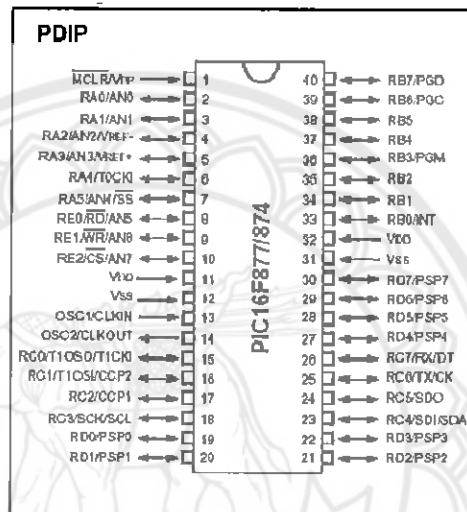 PDIP
MCLR/VPP 1 40 RB7/PGD
RA0/AN0 2 39 RB6/PGC
RA1/AN1 3 38 RB5
RA2/AN2/VREF- 4 37 RB4
RA3/AN3/VREF+ 5 36 RB3/PGM
RA4/T0CKI 6 35 RB2
RA5/AN4/SS 7 34 RB1
RE0/RD/AN5 8 33 RB0/INT
RE1/WR/AN6 9 32 VDD
RE2/CS/AN7 10 31 VSS
VDD 11 30 RD7/PSP7
VSS 12 29 RD6/PSP6
OSC1/CLKIN 13 28 RD5/PSP5
OSC2/CLKOUT 14 27 RD4/PSP4
RC0/T1OSO/T1CKI 15 26 RC7/RX/DT
RC1/T1OSI/CCP2 16 25 RC6/TX/CK
RC2/CCP1 17 24 RC5/SDO
RC3/SCK/SCL 18 23 RC4/SDI/SDA
RD0/PSP0 19 22 RD3/PSP3
RD1/PSP1 20 21 RD2/PSP2
PIC16F877/874